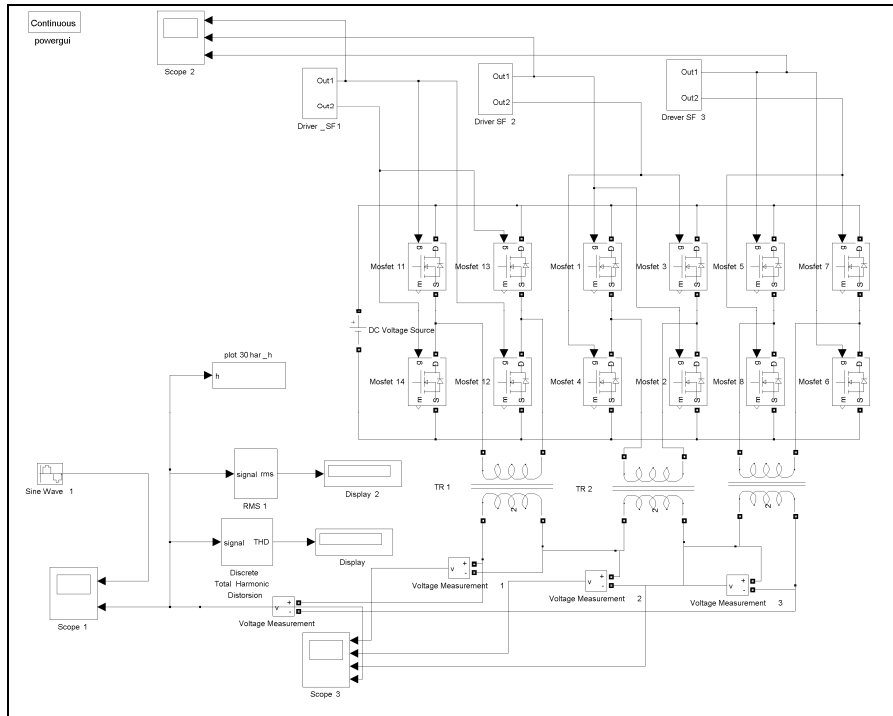 Continuous
powergui
Scope 2
Out1
Out2
Driver _SF1
Out1
Out2
Driver SF 2
Out1
Out2
Drever SF 3
g D
Mosfet 11
m S
g D
Mosfet 13
m S
g D
Mosfet 1
m S
g D
Mosfet 3
m S
g D
Mosfet 5
m S
g D
Mosfet 7
m S
+
DC Voltage Source
g D
Mosfet 14
m S
g D
Mosfet 12
m S
g D
Mosfet 4
m S
g D
Mosfet 2
m S
g D
Mosfet 8
m S
g D
Mosfet 6
m S
plot 30 har _h
h
Sine Wave 1
signal rms
RMS 1
Display 2
signal THD
Discrete
Total Harmonic
Distorsion
Display
TR 1
2
TR 2
2
2
v + -
Voltage Measurement 1
v + -
Voltage Measurement 2
v + -
Voltage Measurement 3
v + -
Voltage Measurement
Scope 1
Scope 3